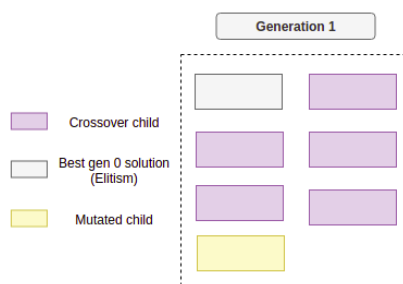 Generation 1
Crossover child
Best gen 0 solution
(Elitism)
Mutated child